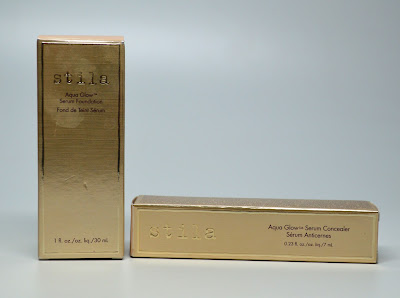 stila
Aqua Glow™
Serum Foundation
Fond de Teint Sérum
1 fl. oz./oz. liq./30 mL
stila
Aqua Glow™ Serum Concealer
Sérum Anticernes
0.23 fl. oz./oz. liq./7 mL